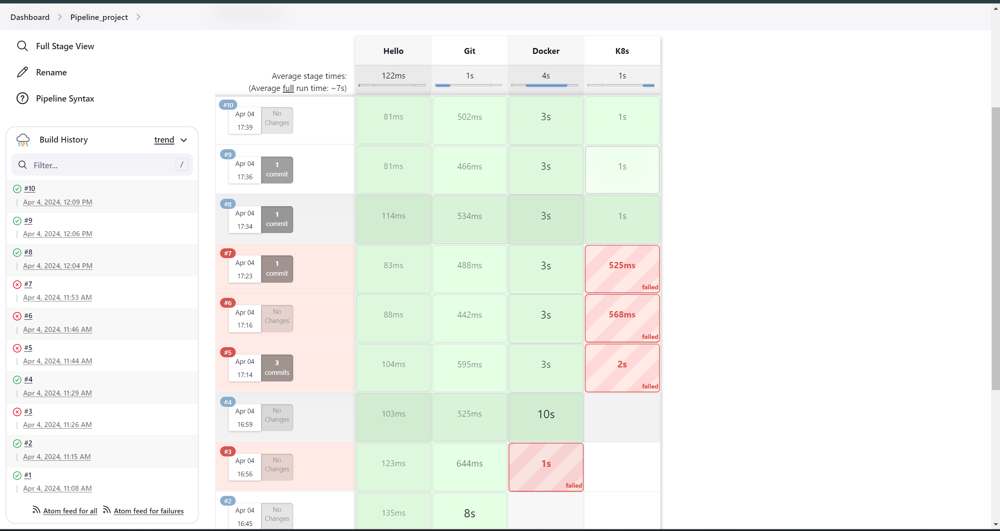 Dashboard
Pipeline_project
Full Stage View
Rename
Pipeline Syntax
Build History
trend
Filter...
/
#10
Apr 4, 2024, 12:09 PM
#9
Apr 4, 2024, 12:06 PM
#8
Apr 4, 2024, 12:04 PM
#7
Apr 4, 2024, 11:53 AM
#6
Apr 4, 2024, 11:46 AM
#5
Apr 4, 2024, 11:44 AM
#4
Apr 4, 2024, 11:29 AM
#3
Apr 4, 2024, 11:26 AM
#2
Apr 4, 2024, 11:15 AM
#1
Apr 4, 2024, 11:08 AM
Atom feed for all Atom feed for failures
Hello Git Docker K8s
Average stage times:
(Average full run time: ~7s)
122ms 1s 4s 1s
#10
Apr 04
17:39
No
Changes
81ms 502ms 3s 1s
#9
Apr 04
17:36
1
commit
81ms 466ms 3s 1s
#8
Apr 04
17:34
1
commit
114ms 534ms 3s 1s
#7
Apr 04
17:23
1
commit
83ms 488ms 3s 525ms
failed
#6
Apr 04
17:16
No
Changes
88ms 442ms 3s 568ms
failed
#5
Apr 04
17:14
3
commits
104ms 595ms 3s 2s
failed
#4
Apr 04
16:59
No
Changes
103ms 525ms 10s
#3
Apr 04
16:56
No
Changes
123ms 644ms 1s
failed
#2
Apr 04
16:45
No
Changes
135ms 8s